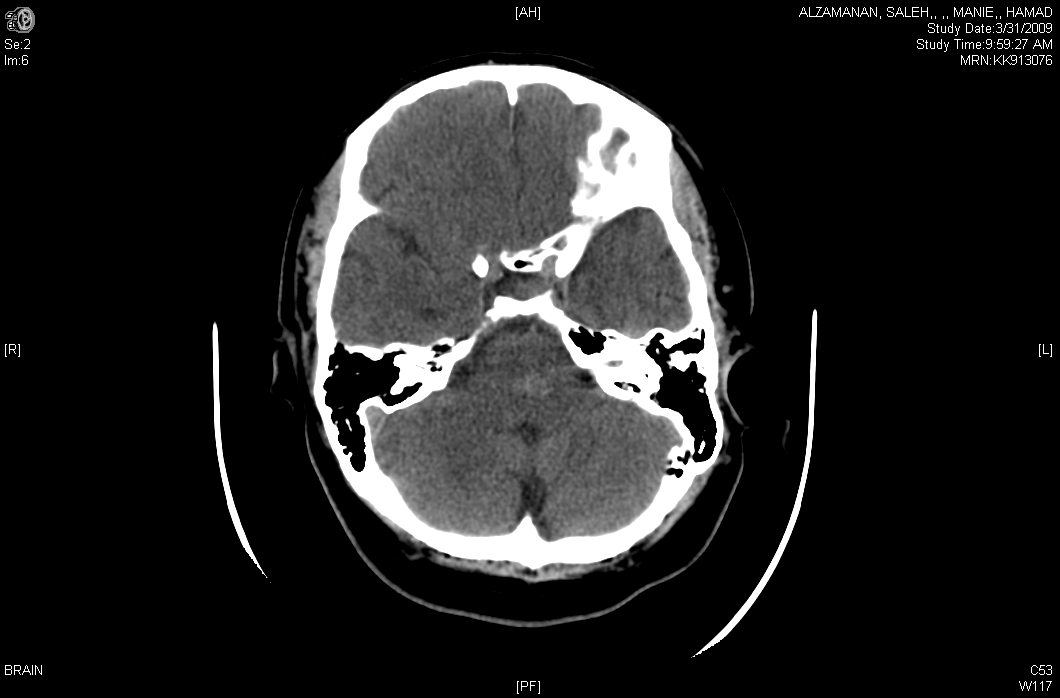 [AH]
ALZAMANAN, SALEH,, ,, MANIE,, HAMAD
Study Date:3/31/2009
Study Time:9:59:27 AM
MRN:KK913076
Se:2
Im:6
[R]
[L]
BRAIN
[PF]
C53
W117